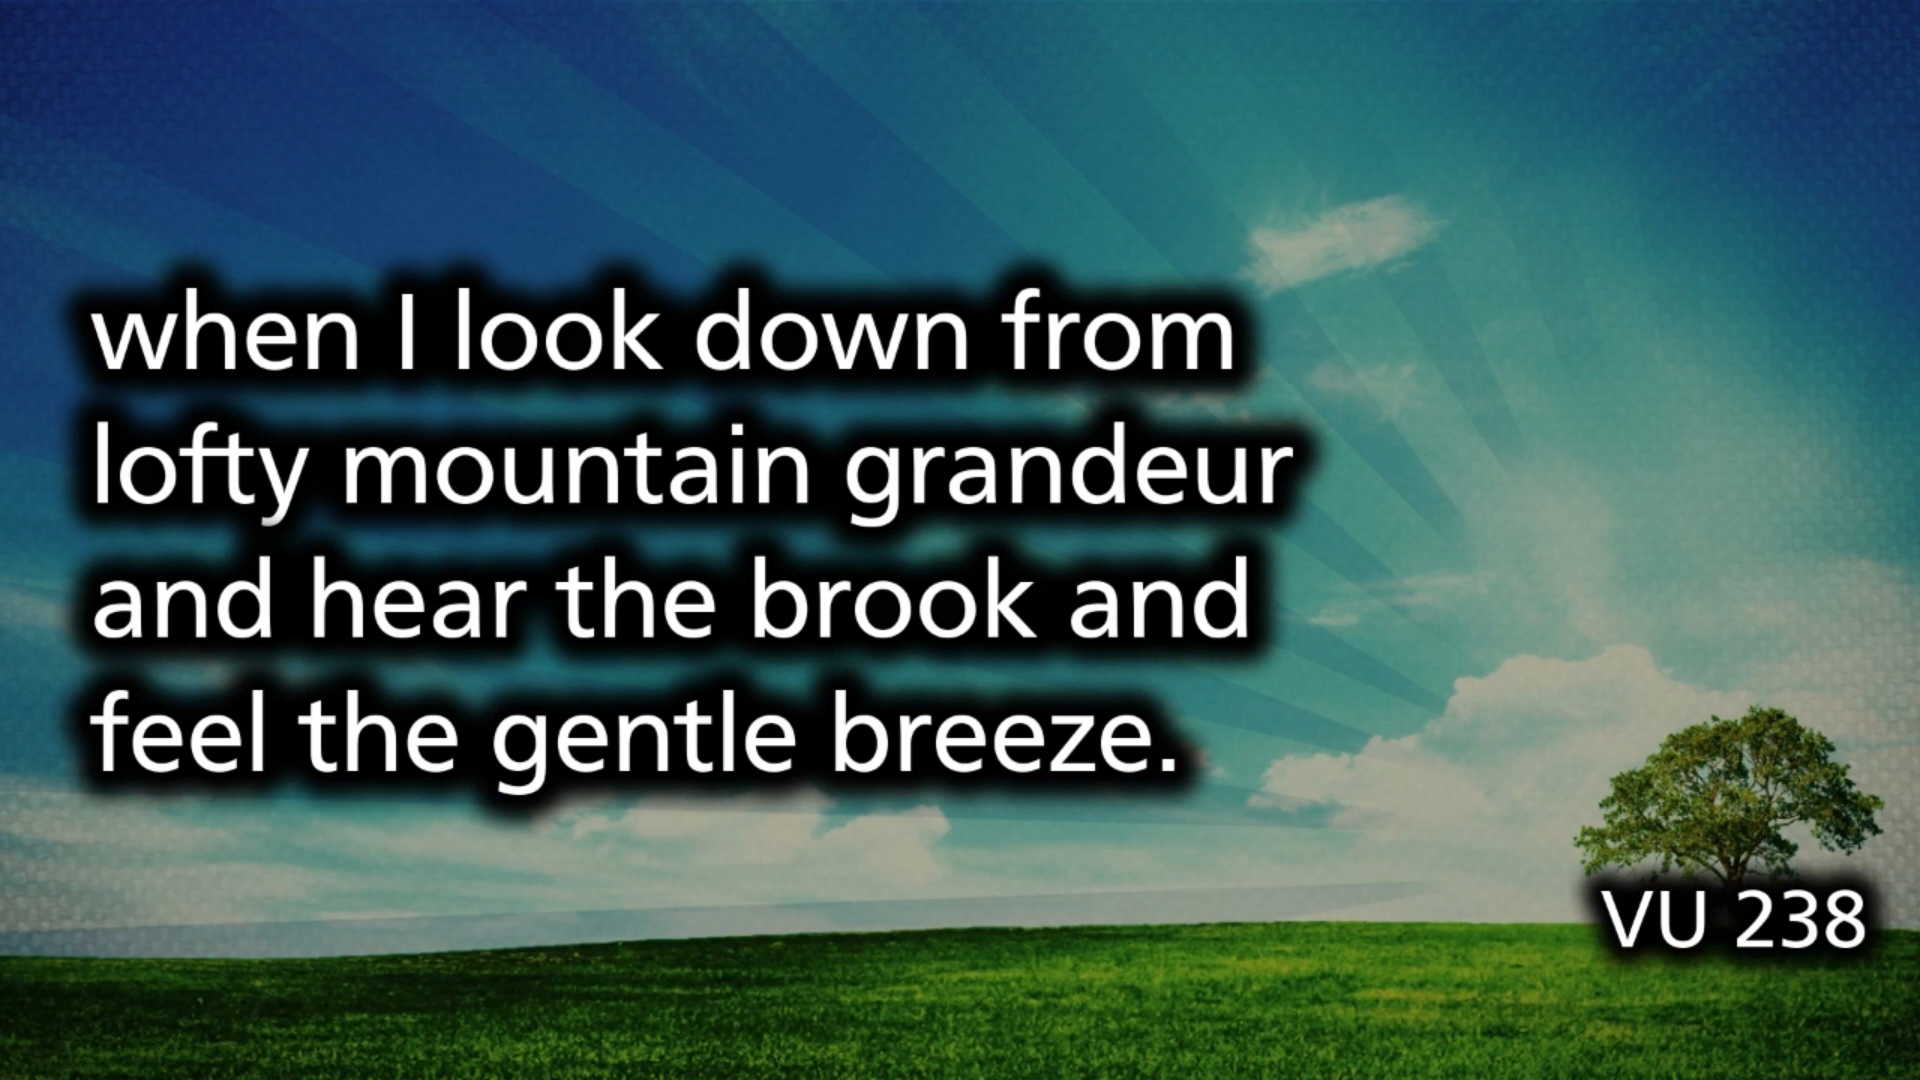 when I look down from
lofty mountain grandeur
and hear the brook and
feel the gentle breeze.
VU 238